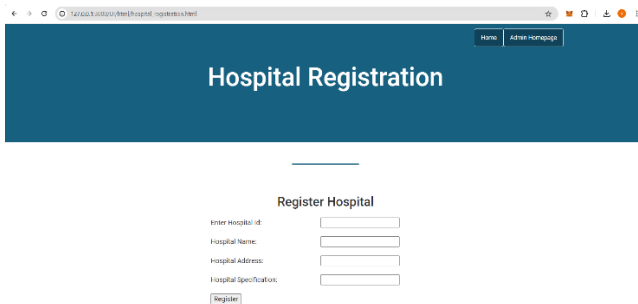 Home Admin Homepage
Hospital Registration
Register Hospital
Enter Hospital id:
Hospital Name:
Hospital Address:
Hospital Specification:
Register